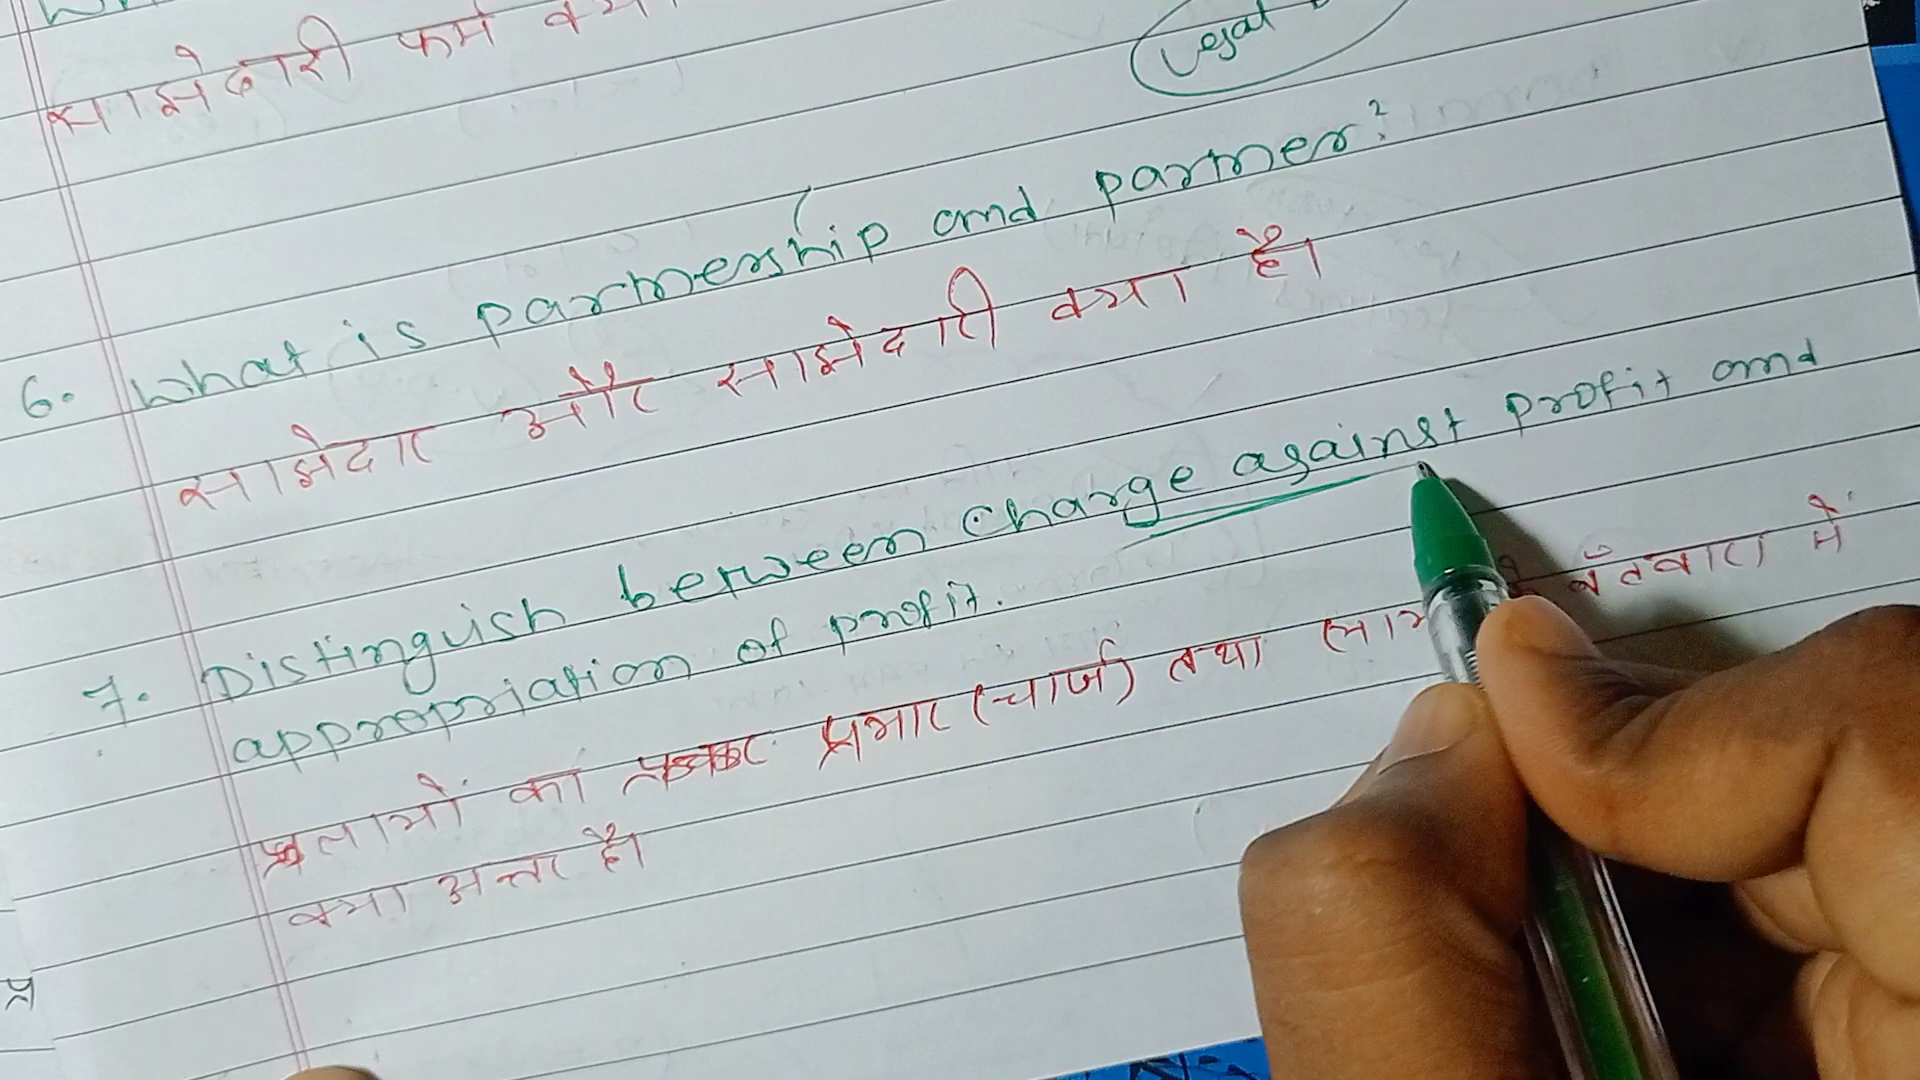 साझेदारी फर्म
Legal
6. What is partnership and partner?
साझेदार और साझेदारी क्या है।
7. Distinguish between charge against profit and
appropriation of profit.
लाभों का प्रभार (चार्ज) तथा बँतवारा में
क्या अन्तर है।
प्र